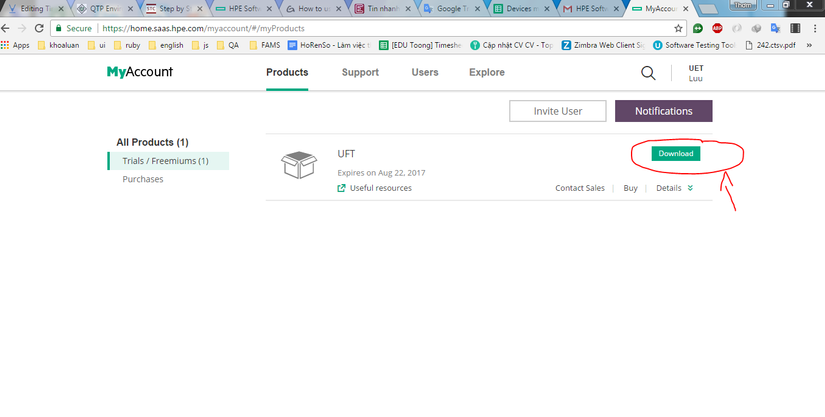 Editing T
QTP Env
Step by S
HPE Soft
How to u
Tin nhắn
Google T
Devices m
HPE Softw
MyAccoun
Thom
Secure
https://home.saas.hpe.com/myaccount/#/myProducts
Apps
khoaluan
ui
ruby
english
js
QA
FAMS
HoRenSo - Làm việc th
[EDU Toong] Timeshe
Cập nhật CV CV - Top
Zimbra Web Client Si
Software Testing Tool
242.ctsv.pdf
»
MyAccount
Products
Support
Users
Explore
UET
Luu
Invite User
Notifications
All Products (1)
Trials / Freemiums (1)
Purchases
UFT
Download
Expires on Aug 22, 2017
Useful resources
Contact Sales
Buy
Details